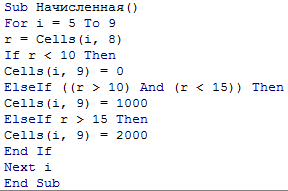 Sub Начисленная()
For i = 5 To 9
r = Cells(i, 8)
If r < 10 Then
Cells(i, 9) = 0
ElseIf ((r > 10) And (r < 15)) Then
Cells(i, 9) = 1000
ElseIf r > 15 Then
Cells(i, 9) = 2000
End If
Next i
End Sub